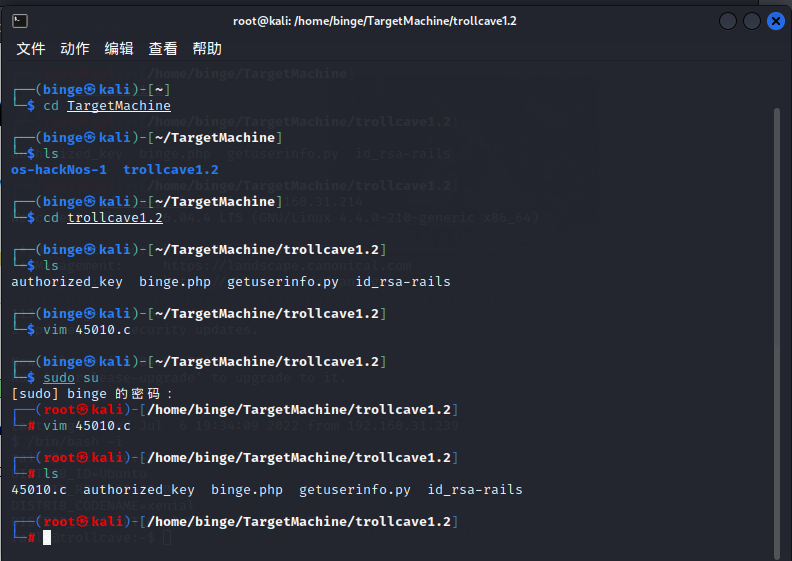 root@kali: /home/binge/TargetMachine/trollcave1.2
文件 动作 编辑 查看 帮助
┌──(binge㉿kali)-[~]
└─$ cd TargetMachine
┌──(binge㉿kali)-[~/TargetMachine]
└─$ ls
os-hackNos-1 trollcave1.2
┌──(binge㉿kali)-[~/TargetMachine]
└─$ cd trollcave1.2
┌──(binge㉿kali)-[~/TargetMachine/trollcave1.2]
└─$ ls
authorized_key binge.php getuserinfo.py id_rsa-rails
┌──(binge㉿kali)-[~/TargetMachine/trollcave1.2]
└─$ vim 45010.c
┌──(binge㉿kali)-[~/TargetMachine/trollcave1.2]
└─$ sudo su
[sudo] binge 的密码：
┌──(root㉿kali)-[/home/binge/TargetMachine/trollcave1.2]
└─# vim 45010.c
┌──(root㉿kali)-[/home/binge/TargetMachine/trollcave1.2]
└─# ls
45010.c authorized_key binge.php getuserinfo.py id_rsa-rails
┌──(root㉿kali)-[/home/binge/TargetMachine/trollcave1.2]
└─#